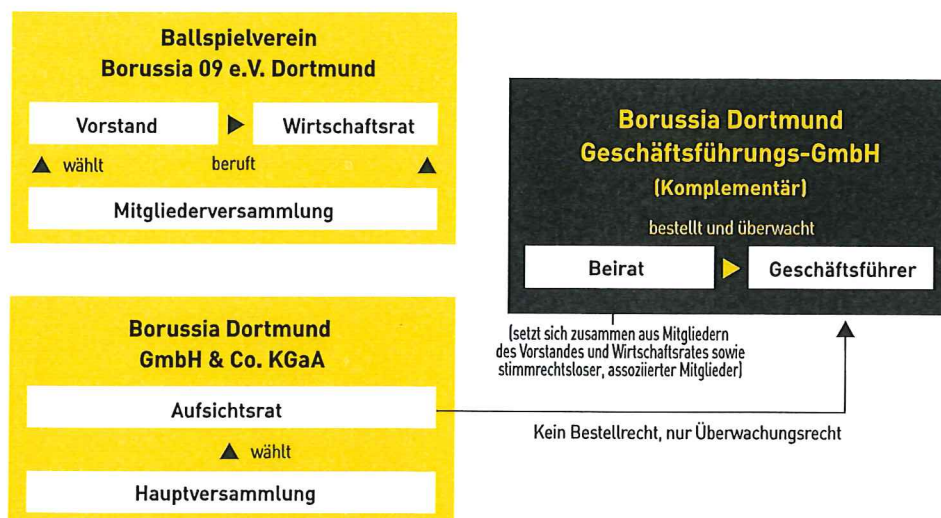 Ballspielverein
Borussia 09 e.V. Dortmund
Vorstand
Wirtschaftsrat
wählt
beruft
Mitgliederversammlung
Borussia Dortmund
Geschäftsführungs-GmbH
(Komplementär)
bestellt und überwacht
Beirat
Geschäftsführer
(setzt sich zusammen aus Mitgliedern
des Vorstandes und Wirtschaftsrates sowie
stimmrechtsloser, assoziierter Mitglieder)
Borussia Dortmund
GmbH & Co. KGaA
Aufsichtsrat
wählt
Hauptversammlung
Kein Bestellrecht, nur Überwachungsrecht